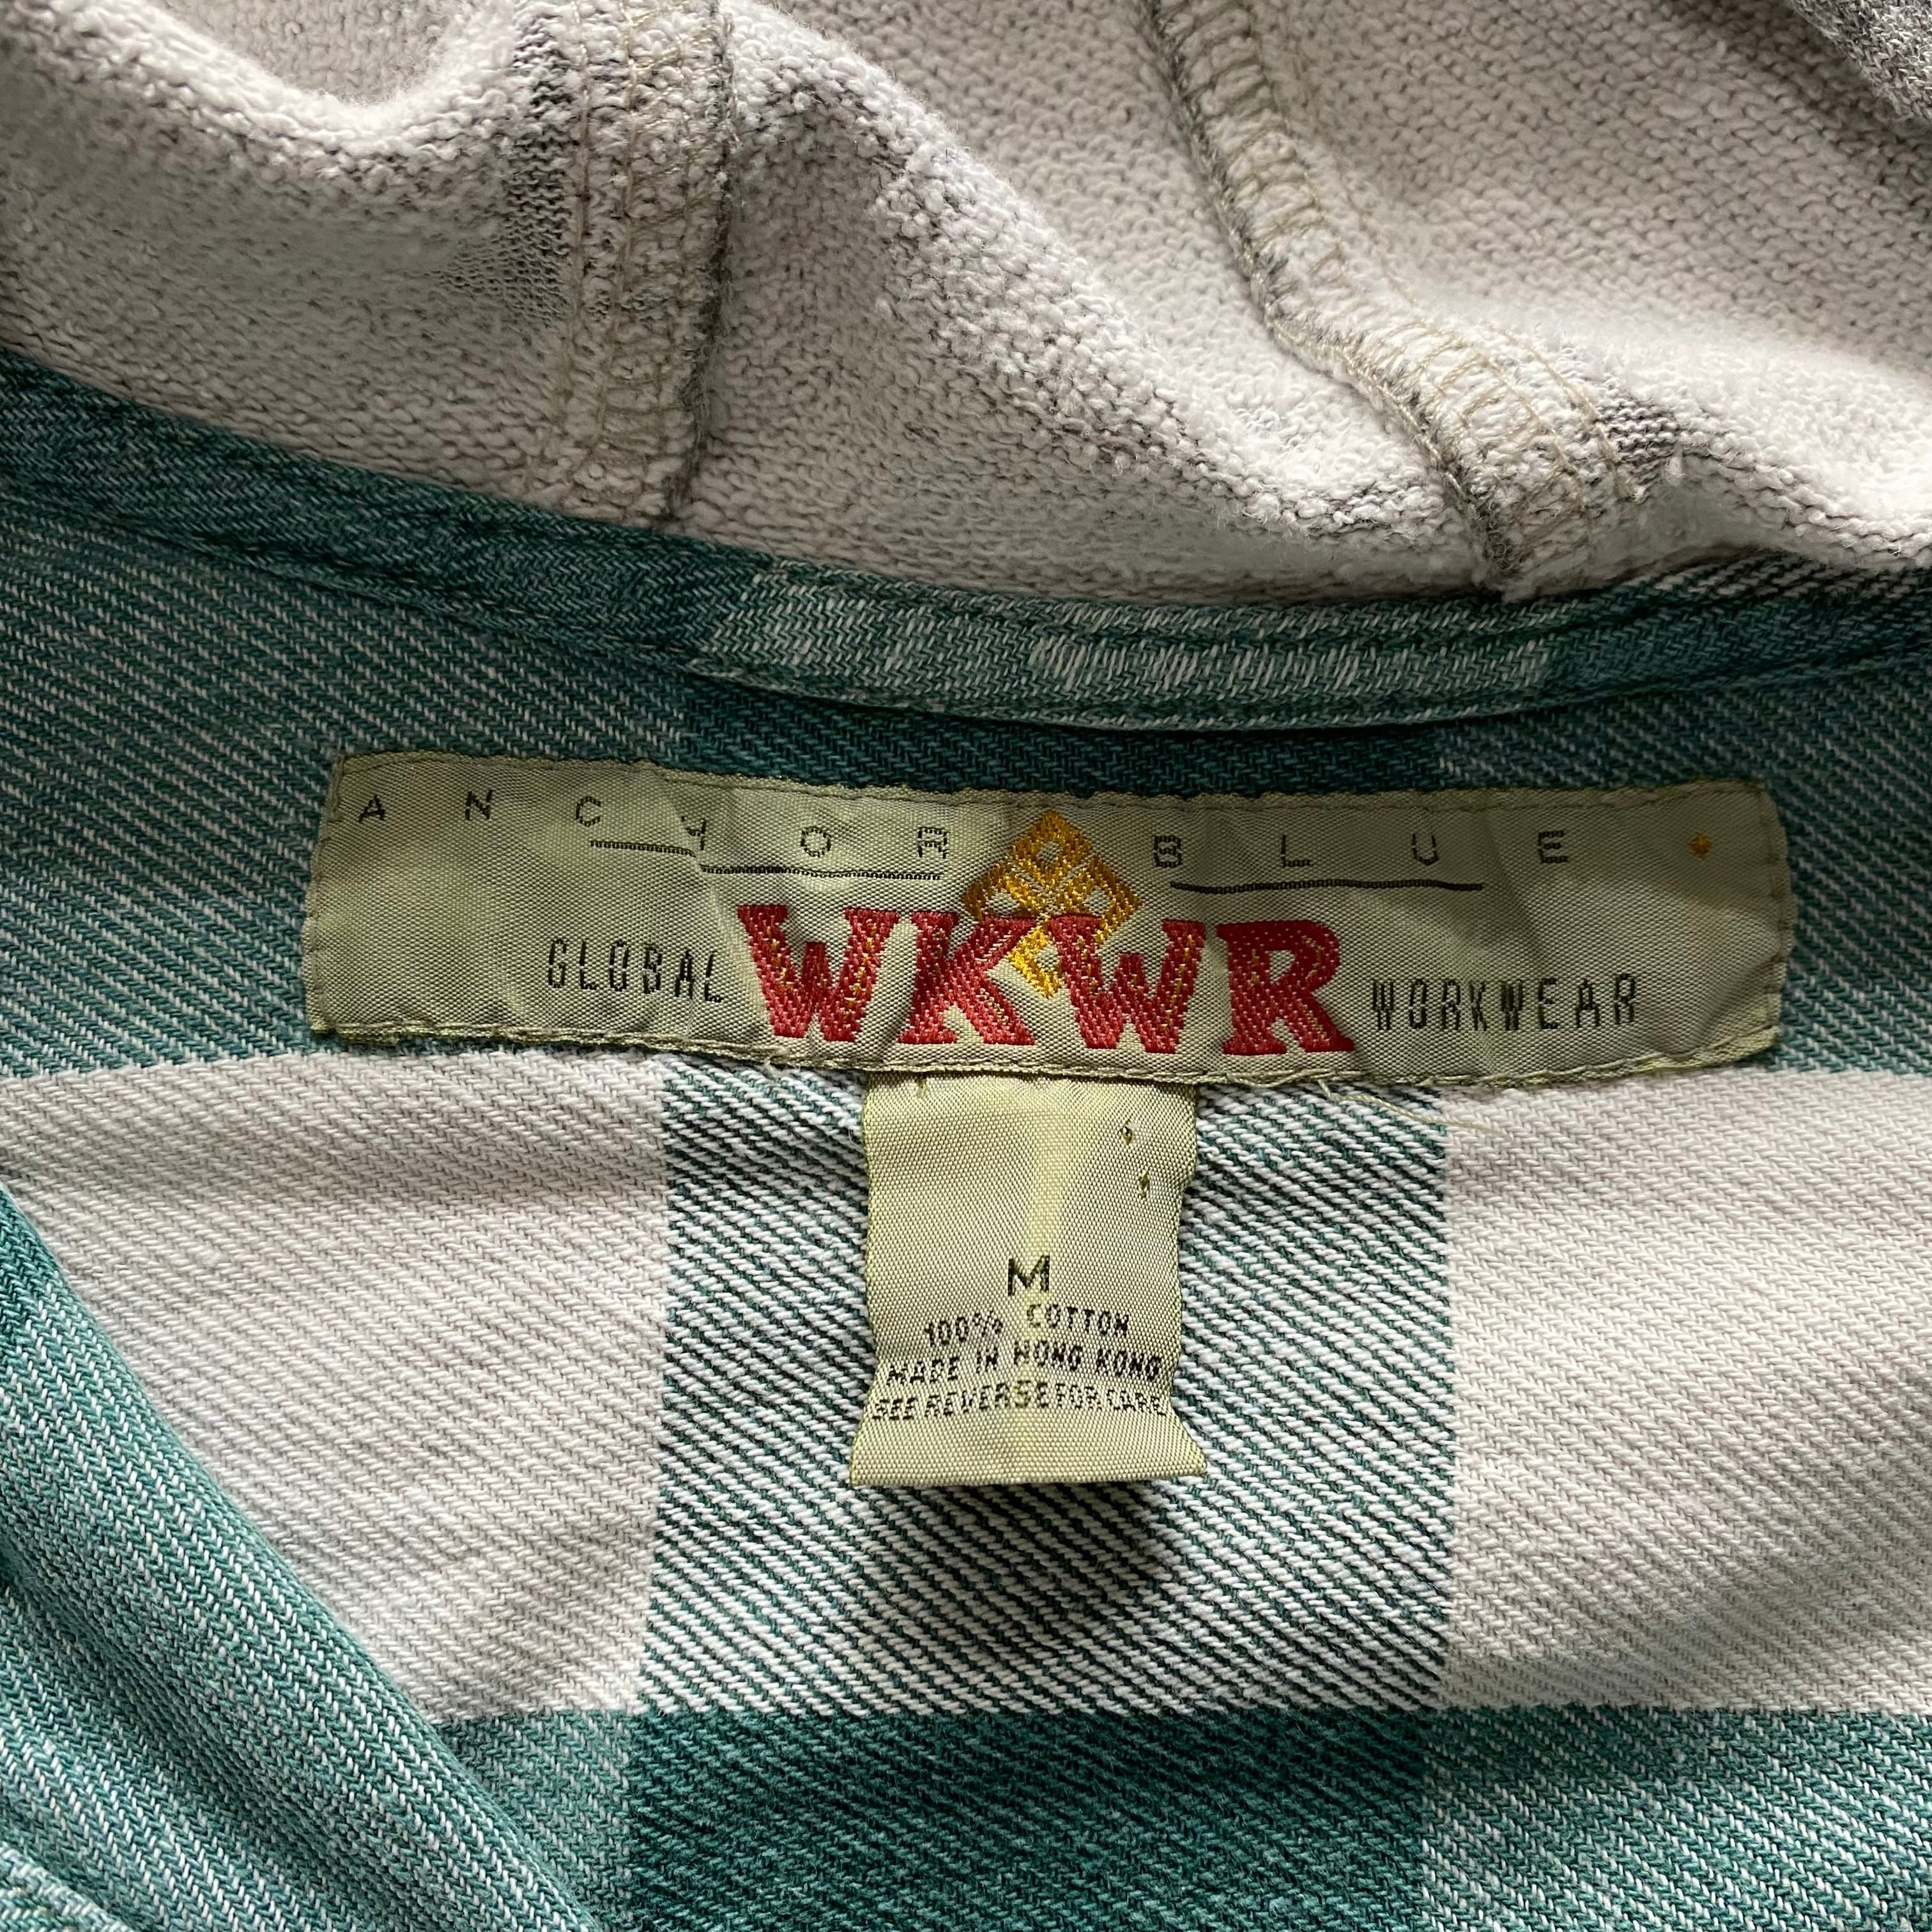 ANCHOR BLUE
GLOBAL WKWR WORKWEAR
M
100% COTTON
MADE IN HONG KONG
SEE REVERSE FOR CARE